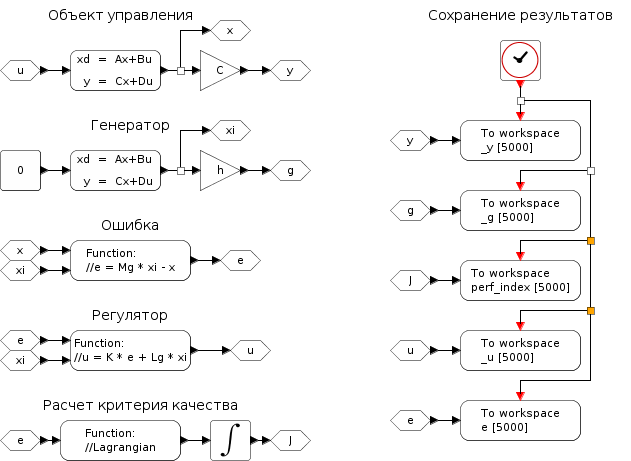 Объект управления
x
u
xd = Ax+Bu
y = Cx+Du
C
y
Генератор
xi
0
xd = Ax+Bu
y = Cx+Du
h
g
Ошибка
x
xi
Function:
//e = Mg * xi - x
e
Регулятор
e
xi
Function:
//u = K * e + Lg * xi
u
Расчет критерия качества
e
Function:
//Lagrangian
∫
J
Сохранение результатов
y
To workspace
_y [5000]
g
To workspace
_g [5000]
J
To workspace
perf_index [5000]
u
To workspace
_u [5000]
e
To workspace
e [5000]